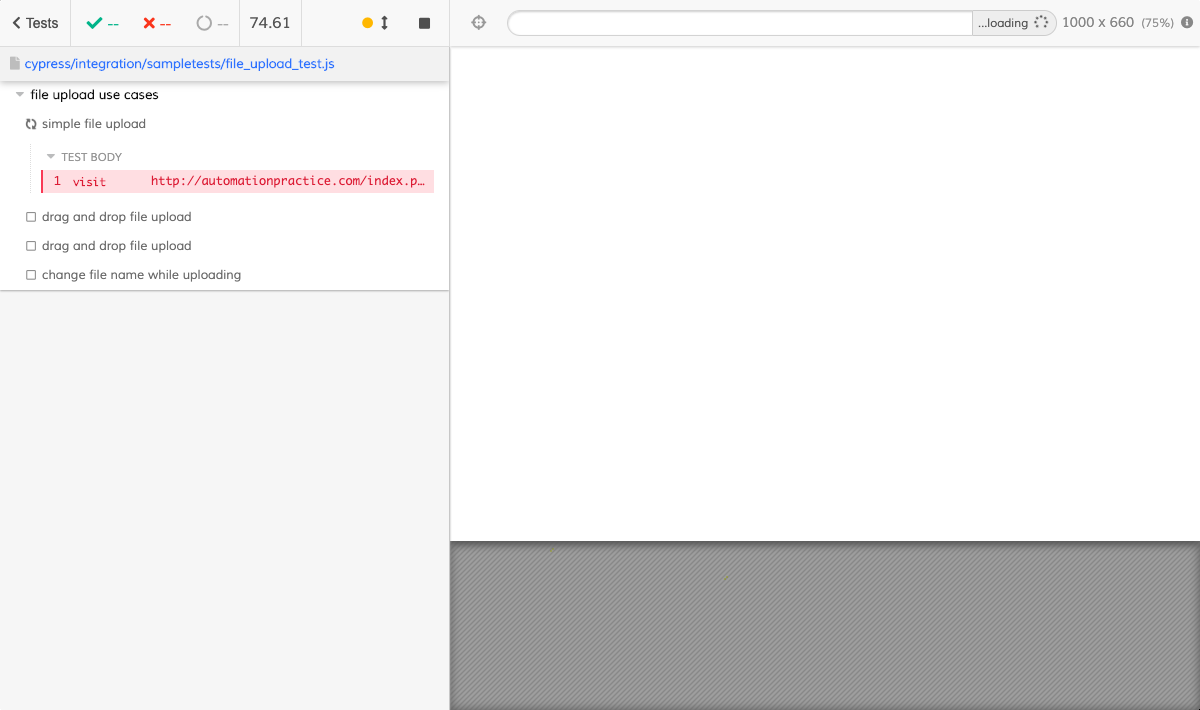 Tests -- -- -- 74.61 ...loading 1000 x 660 (75%)
cypress/integration/sampletests/file_upload_test.js
file upload use cases
simple file upload
TEST BODY
1 visit http://automationpractice.com/index.p…
drag and drop file upload
drag and drop file upload
change file name while uploading